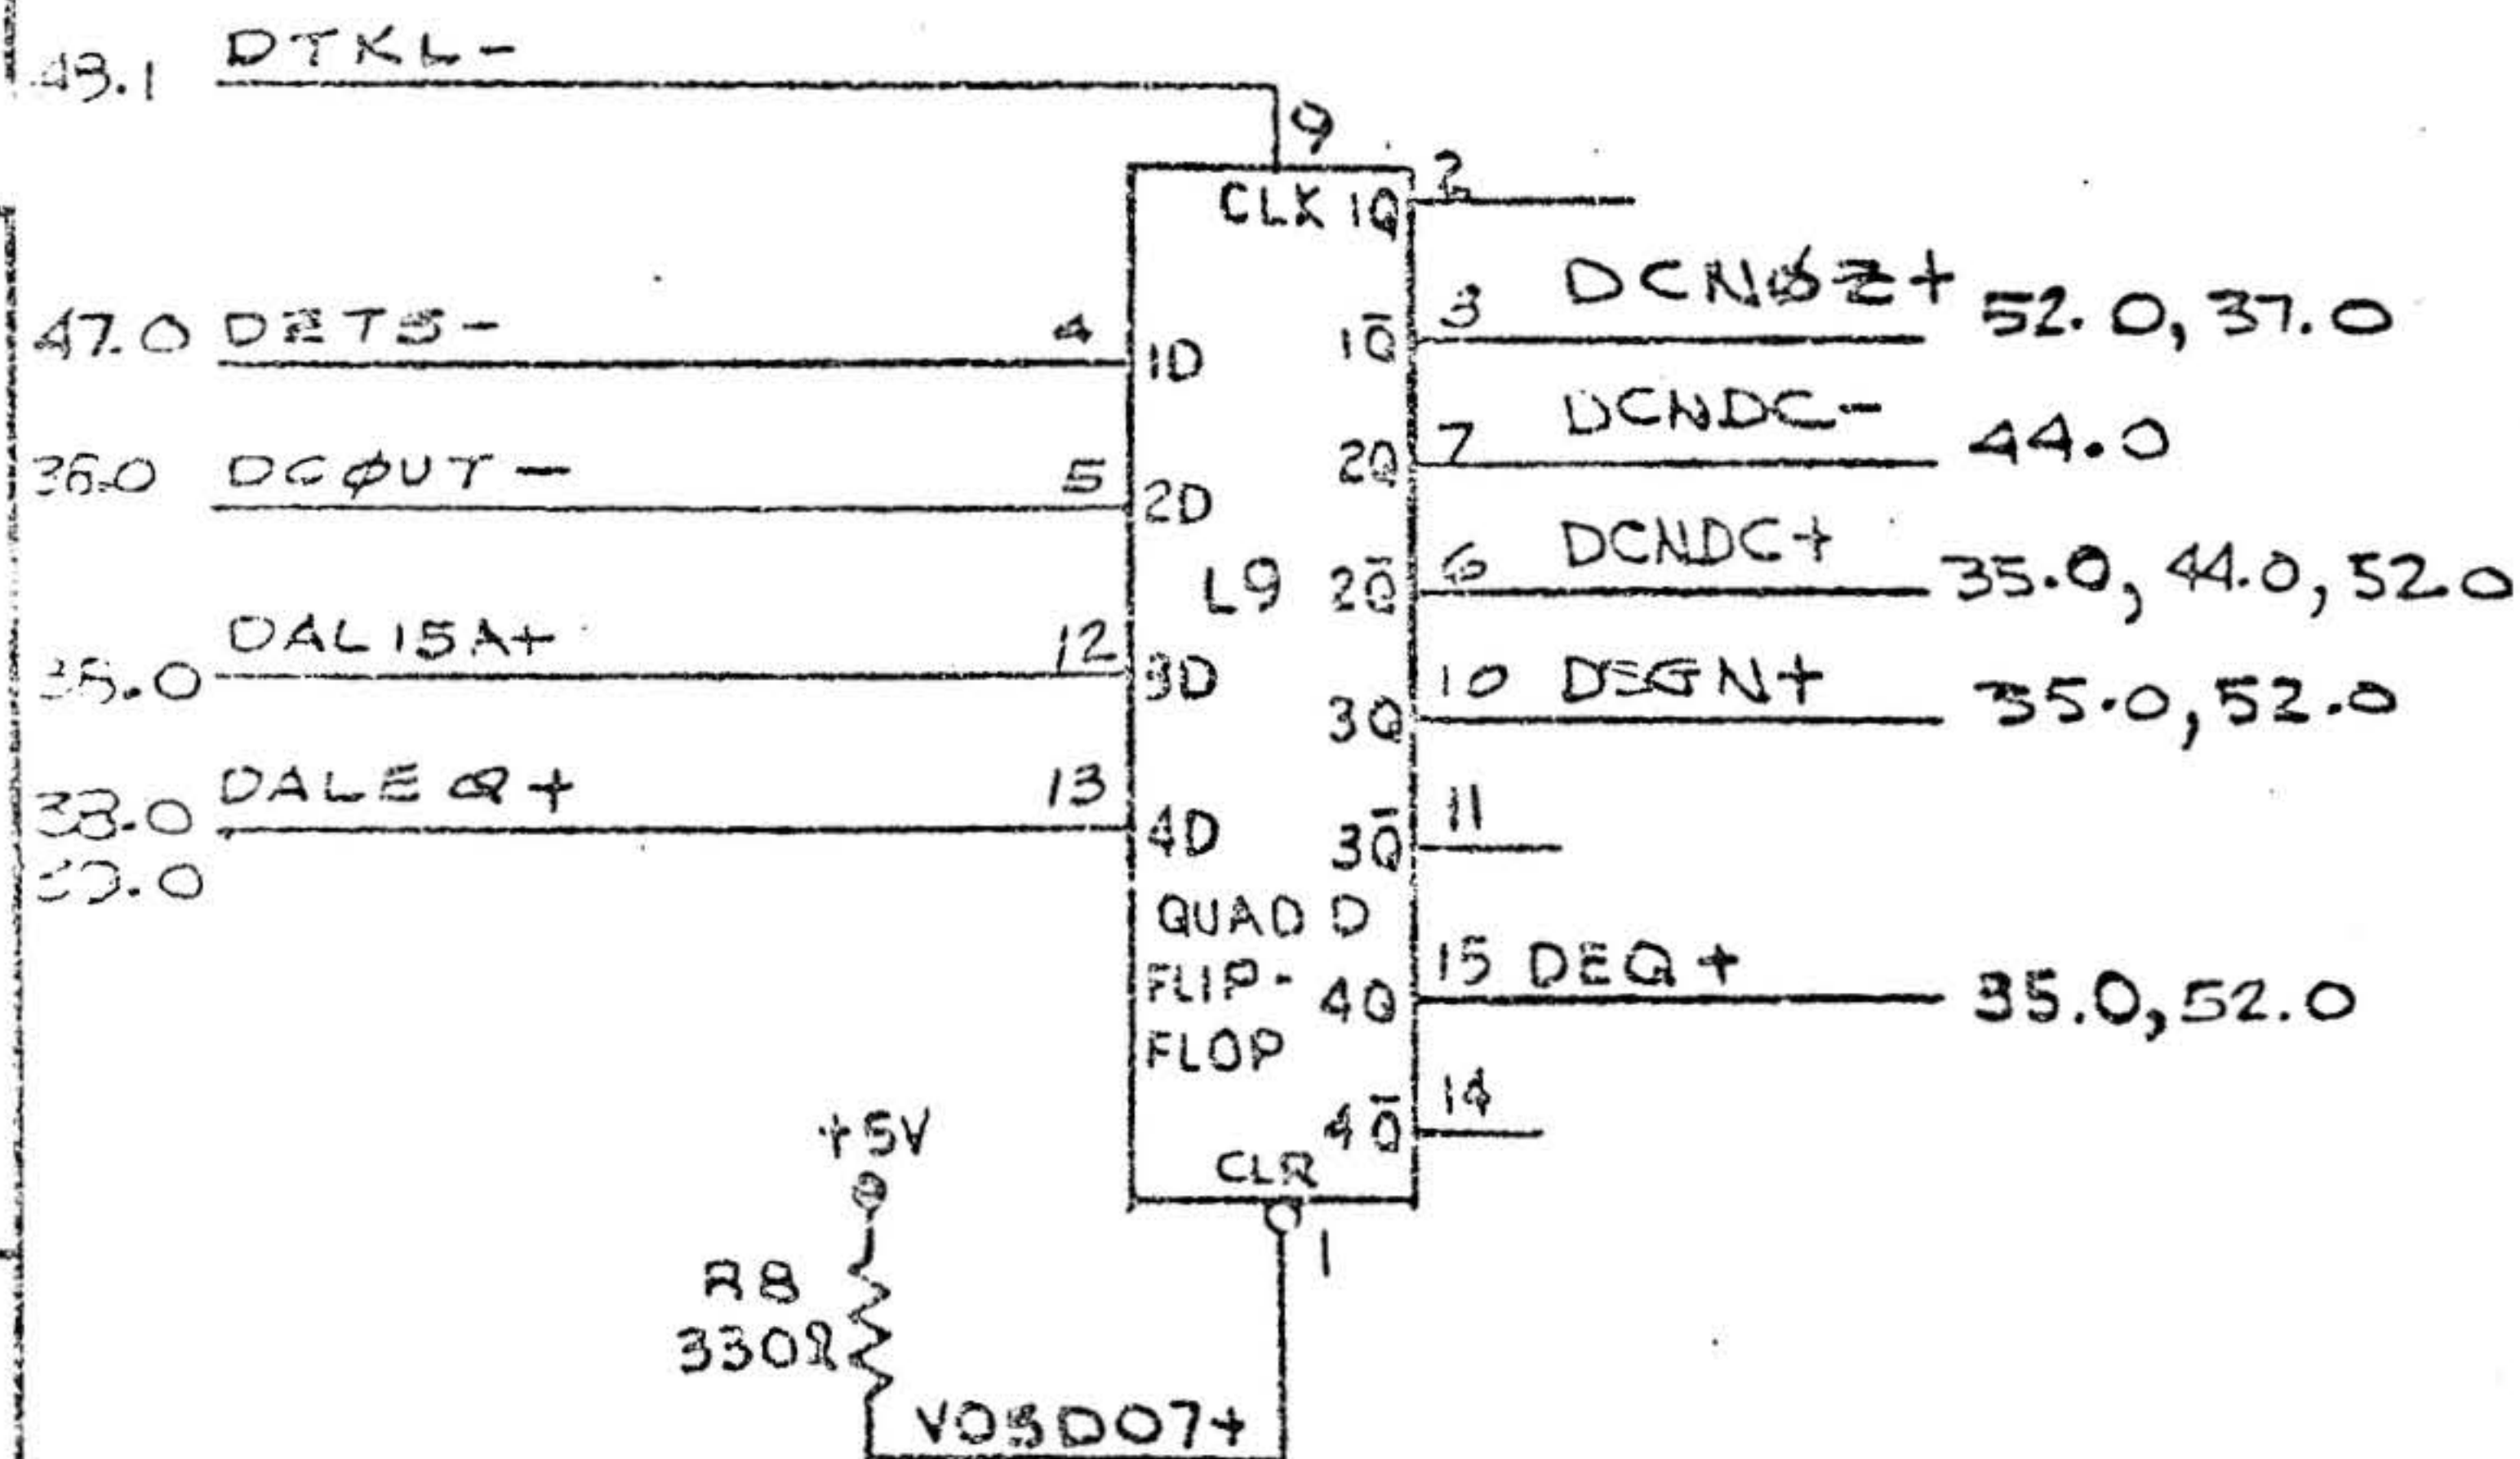 43.1 DTKL-
9
CLK 1Q 2
1Q̅ 3 DCNØZ+ 52.0, 37.0
47.0 DZTS- 4 1D
2Q 7 DCNDC- 44.0
36.0 DCØUT- 5 2D
L9 2Q̅ 6 DCNDC+ 35.0, 44.0, 52.0
35.0 DAL15A+ 12 3D
3Q 10 DSGN+ 35.0, 52.0
38.0 DALEQ+ 13 4D
3Q̅ 11
QUAD D
FLIP-
FLOP
4Q 15 DEQ+ 35.0, 52.0
4Q̅ 14
CLR
1
+5V
R8
330Ω
V05D07+